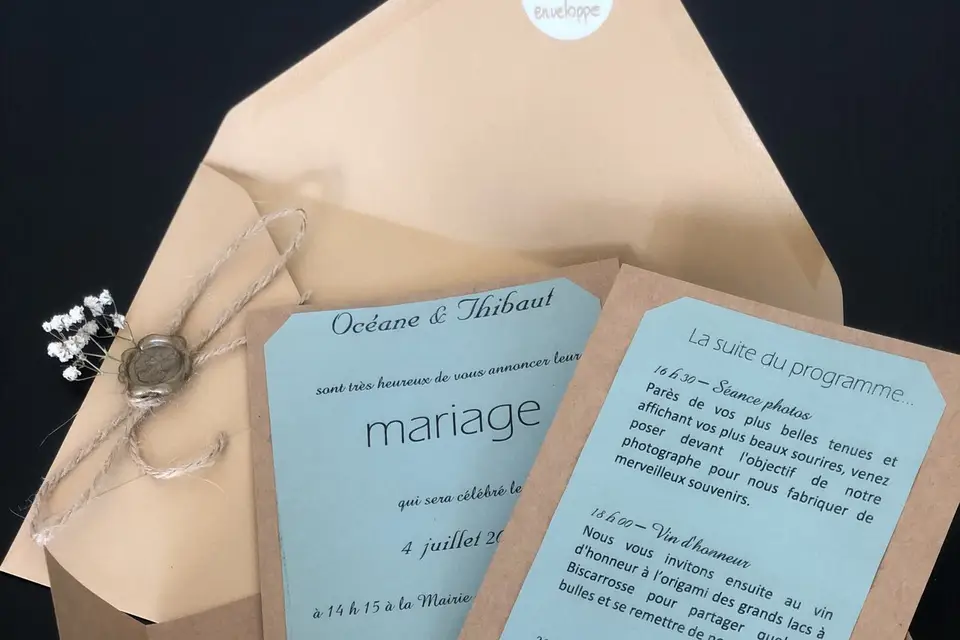 enveloppe
Océane & Thibaut
sont très heureux de vous annoncer leur
mariage
qui sera célébré le
4 juillet
à 14 h 15 à la Mairie
La suite du programme...
16 h 30 – Séance photos
Parès de vos plus belles tenues et
affichant vos plus beaux sourires, venez
poser devant l'objectif de notre
photographe pour nous fabriquer de
merveilleux souvenirs.
18 h 00 – Vin d'honneur
Nous vous invitons ensuite au vin
d'honneur à l'origami des grands lacs à
Biscarrosse pour partager
bulles et se remettre de